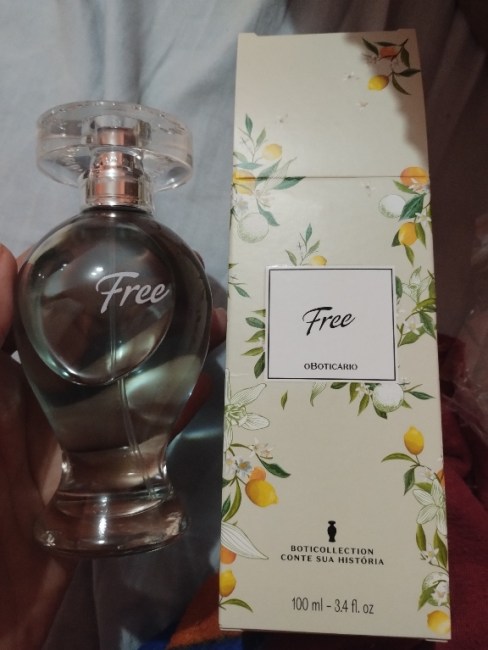 Free
Free
oBOTICÁRIO
BOTICOLLECTION
CONTE SUA HISTÓRIA
100 ml - 3.4 fl. oz